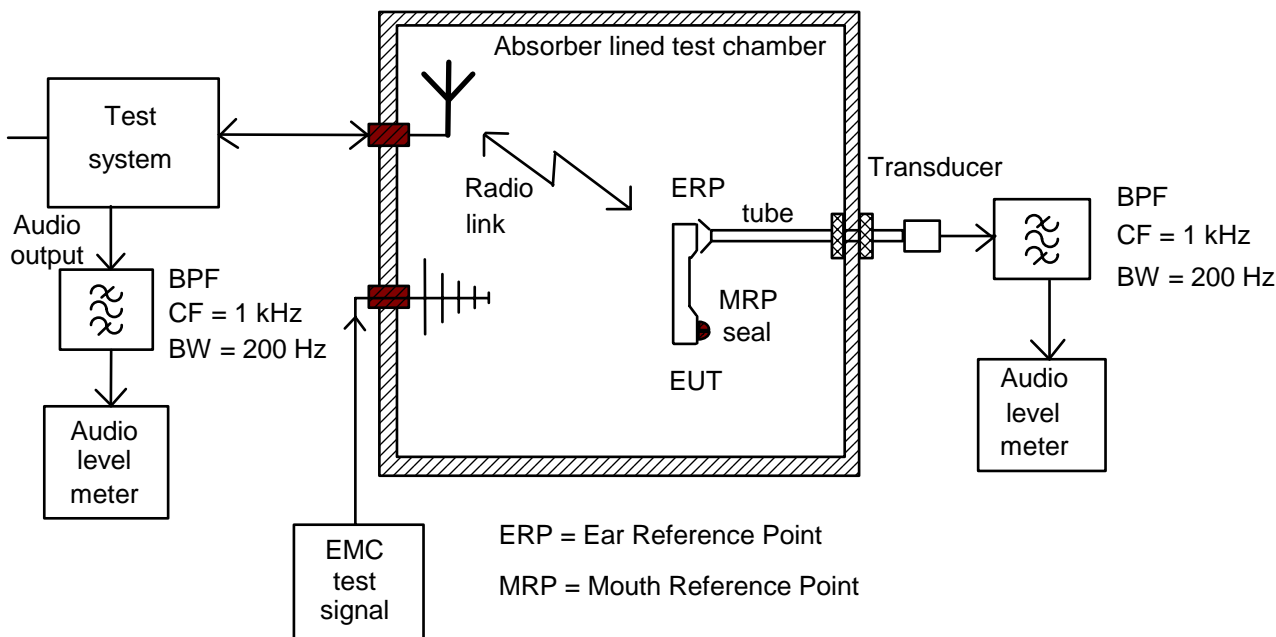 Absorber lined test chamber
Test
system
Audio
output
BPF
CF = 1 kHz
BW = 200 Hz
Audio
level
meter
Radio
link
ERP
tube
Transducer
MRP
seal
EUT
BPF
CF = 1 kHz
BW = 200 Hz
Audio
level
meter
EMC
test
signal
ERP = Ear Reference Point
MRP = Mouth Reference Point